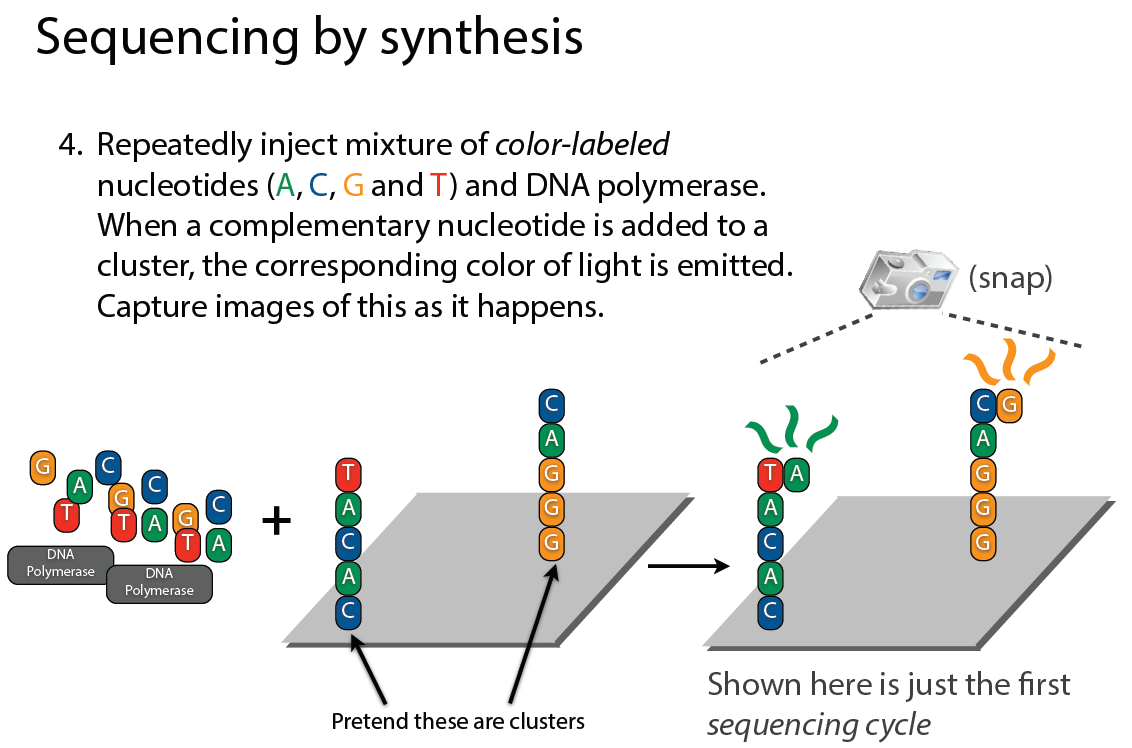 Sequencing by synthesis
4. Repeatedly inject mixture of color-labeled
nucleotides (A, C, G and T) and DNA polymerase.
When a complementary nucleotide is added to a
cluster, the corresponding color of light is emitted.
Capture images of this as it happens.
(snap)
G
A
C
T
G
T
C
A
G
T
C
A
DNA
Polymerase
DNA
Polymerase
+
T
A
C
A
C
C
A
G
G
G
T A
A
C
A
C
C G
A
G
G
G
Pretend these are clusters
Shown here is just the first
sequencing cycle